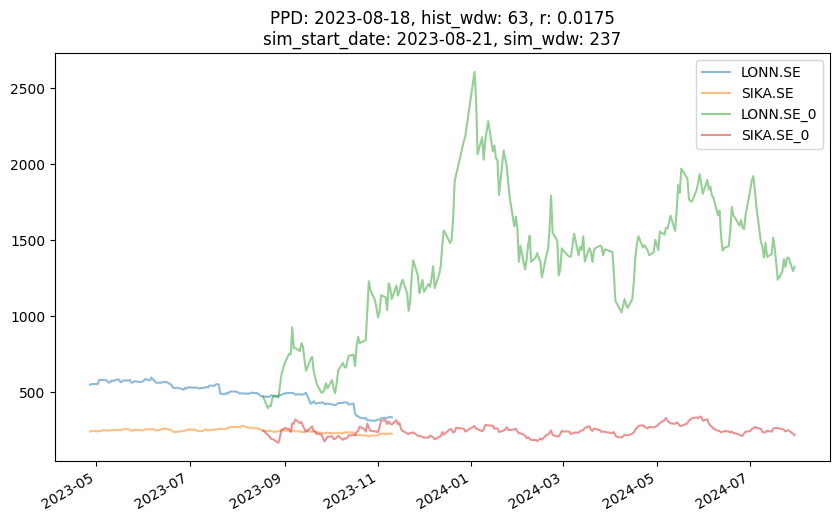 PPD: 2023-08-18, hist_wdw: 63, r: 0.0175
sim_start_date: 2023-08-21, sim_wdw: 237
LONN.SE
SIKA.SE
LONN.SE_0
SIKA.SE_0
2500
2000
1500
1000
500
2023-05
2023-07
2023-09
2023-11
2024-01
2024-03
2024-05
2024-07